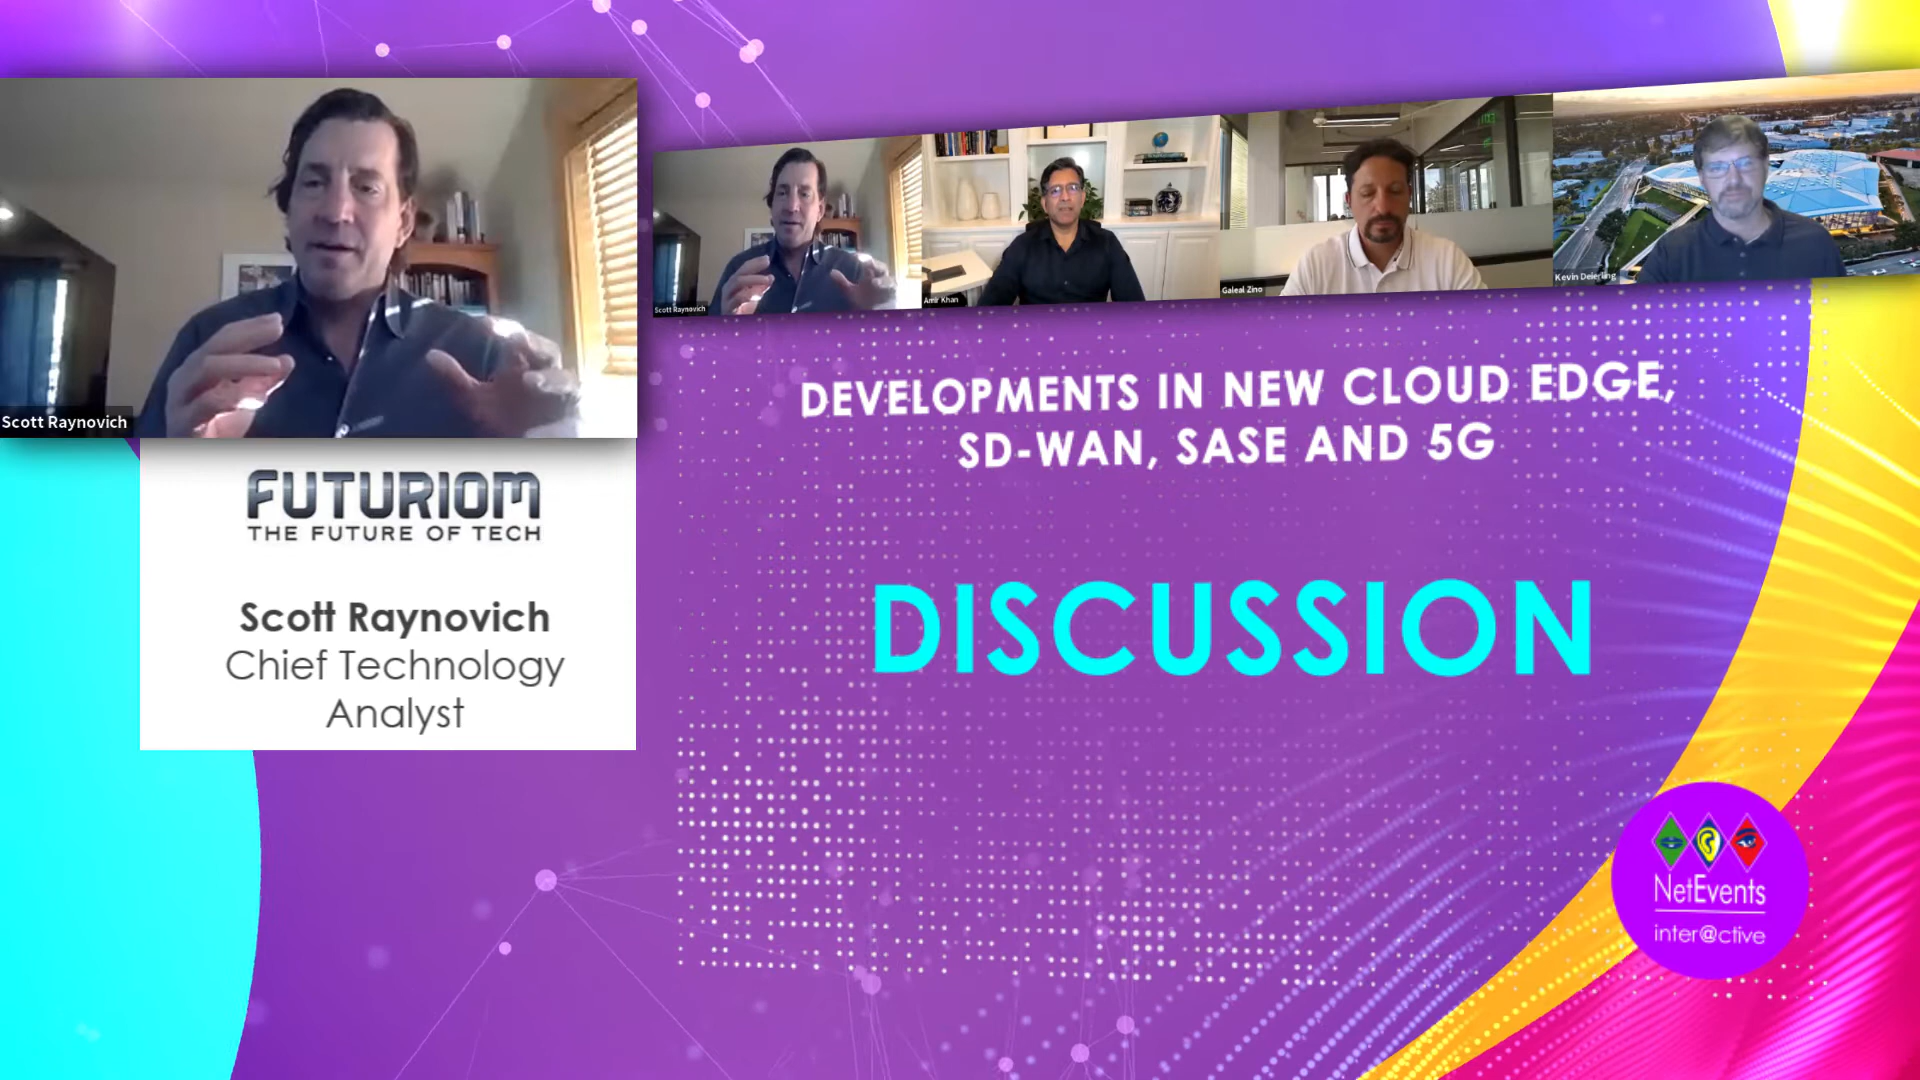 Scott Raynovich
FUTURIOM
THE FUTURE OF TECH
Scott Raynovich
Chief Technology
Analyst
Scott Raynovich
Amir Khan
Galeal Zino
Kevin Deierling
DEVELOPMENTS IN NEW CLOUD EDGE,
SD-WAN, SASE AND 5G
DISCUSSION
NetEvents
inter@ctive